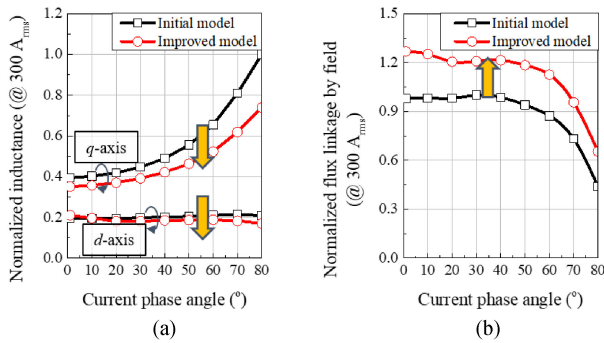 Normalized inductance (@ 300 Arms)
1.2
1.0
0.8
0.6
0.4
0.2
0.0
Initial model
Improved model
q-axis
d-axis
0 10 20 30 40 50 60 70 80
Current phase angle (o)
(a)
Normalized flux linkage by field
(@ 300 Arms)
1.5
1.2
0.9
0.6
0.3
0.0
Initial model
Improved model
0 10 20 30 40 50 60 70 80
Current phase angle (o)
(b)